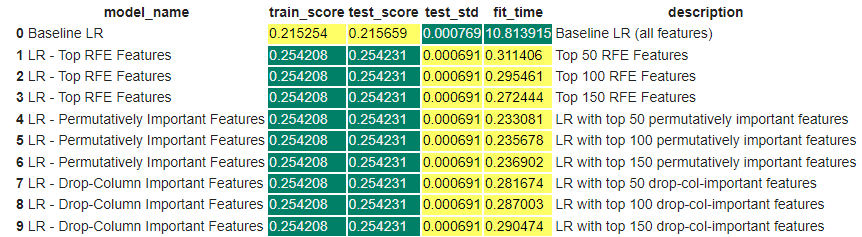 model_name train_score test_score test_std fit_time description
0 Baseline LR 0.215254 0.215659 0.000769 10.813915 Baseline LR (all features)
1 LR - Top RFE Features 0.254208 0.254231 0.000691 0.311406 Top 50 RFE Features
2 LR - Top RFE Features 0.254208 0.254231 0.000691 0.295461 Top 100 RFE Features
3 LR - Top RFE Features 0.254208 0.254231 0.000691 0.272444 Top 150 RFE Features
4 LR - Permutatively Important Features 0.254208 0.254231 0.000691 0.233081 LR with top 50 permutatively important features
5 LR - Permutatively Important Features 0.254208 0.254231 0.000691 0.235678 LR with top 100 permutatively important features
6 LR - Permutatively Important Features 0.254208 0.254231 0.000691 0.236902 LR with top 150 permutatively important features
7 LR - Drop-Column Important Features 0.254208 0.254231 0.000691 0.281674 LR with top 50 drop-col-important features
8 LR - Drop-Column Important Features 0.254208 0.254231 0.000691 0.287003 LR with top 100 drop-col-important features
9 LR - Drop-Column Important Features 0.254208 0.254231 0.000691 0.290474 LR with top 150 drop-col-important features